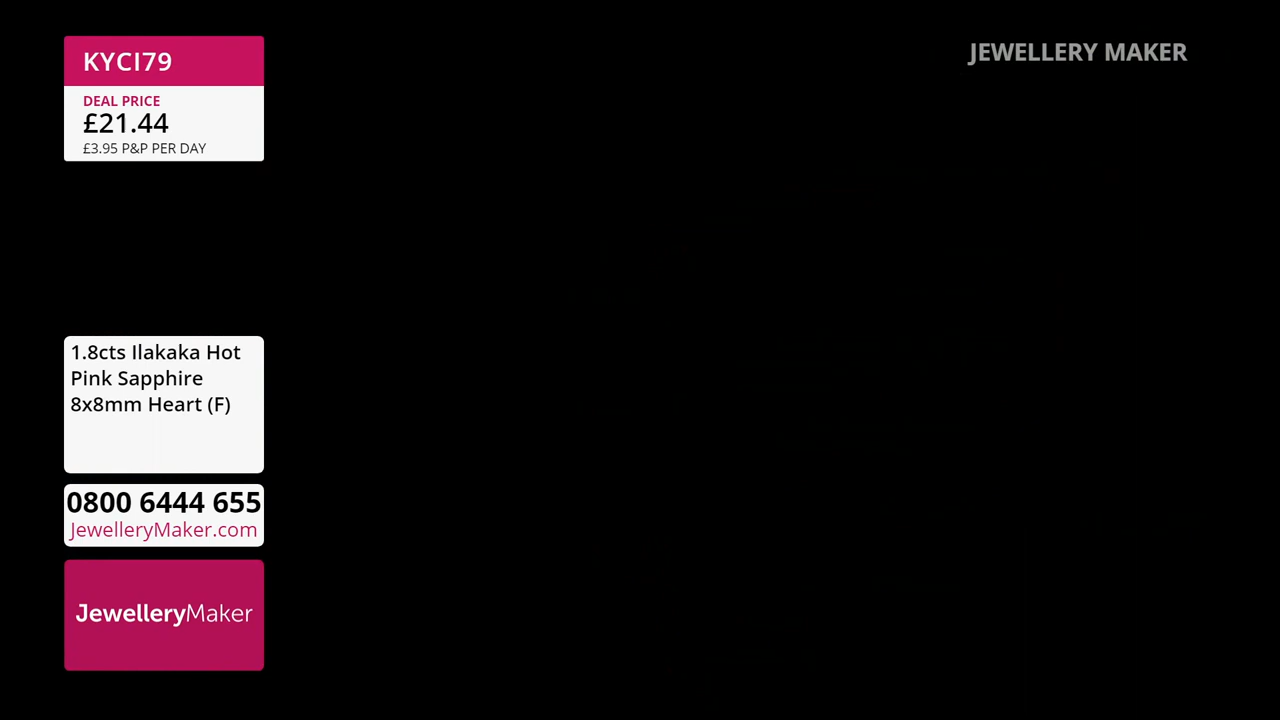 KYCI79
JEWELLERY MAKER
DEAL PRICE
£21.44
£3.95 P&P PER DAY
1.8cts Ilakaka Hot
Pink Sapphire
8x8mm Heart (F)
0800 6444 655
JewelleryMaker.com
JewelleryMaker